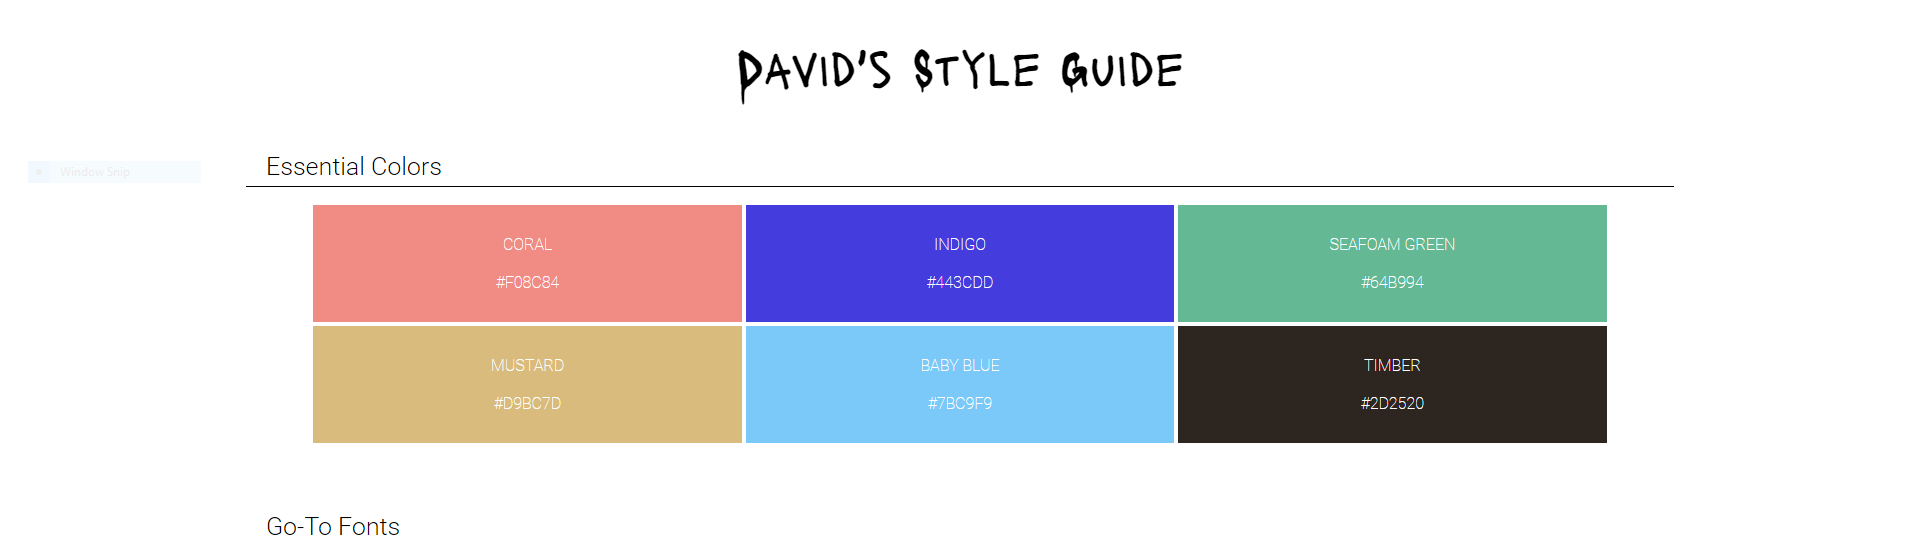 David's Style Guide
Window Snip
Essential Colors
CORAL
#F08C84
INDIGO
#443CDD
SEAFOAM GREEN
#64B994
MUSTARD
#D9BC7D
BABY BLUE
#7BC9F9
TIMBER
#2D2520
Go-To Fonts